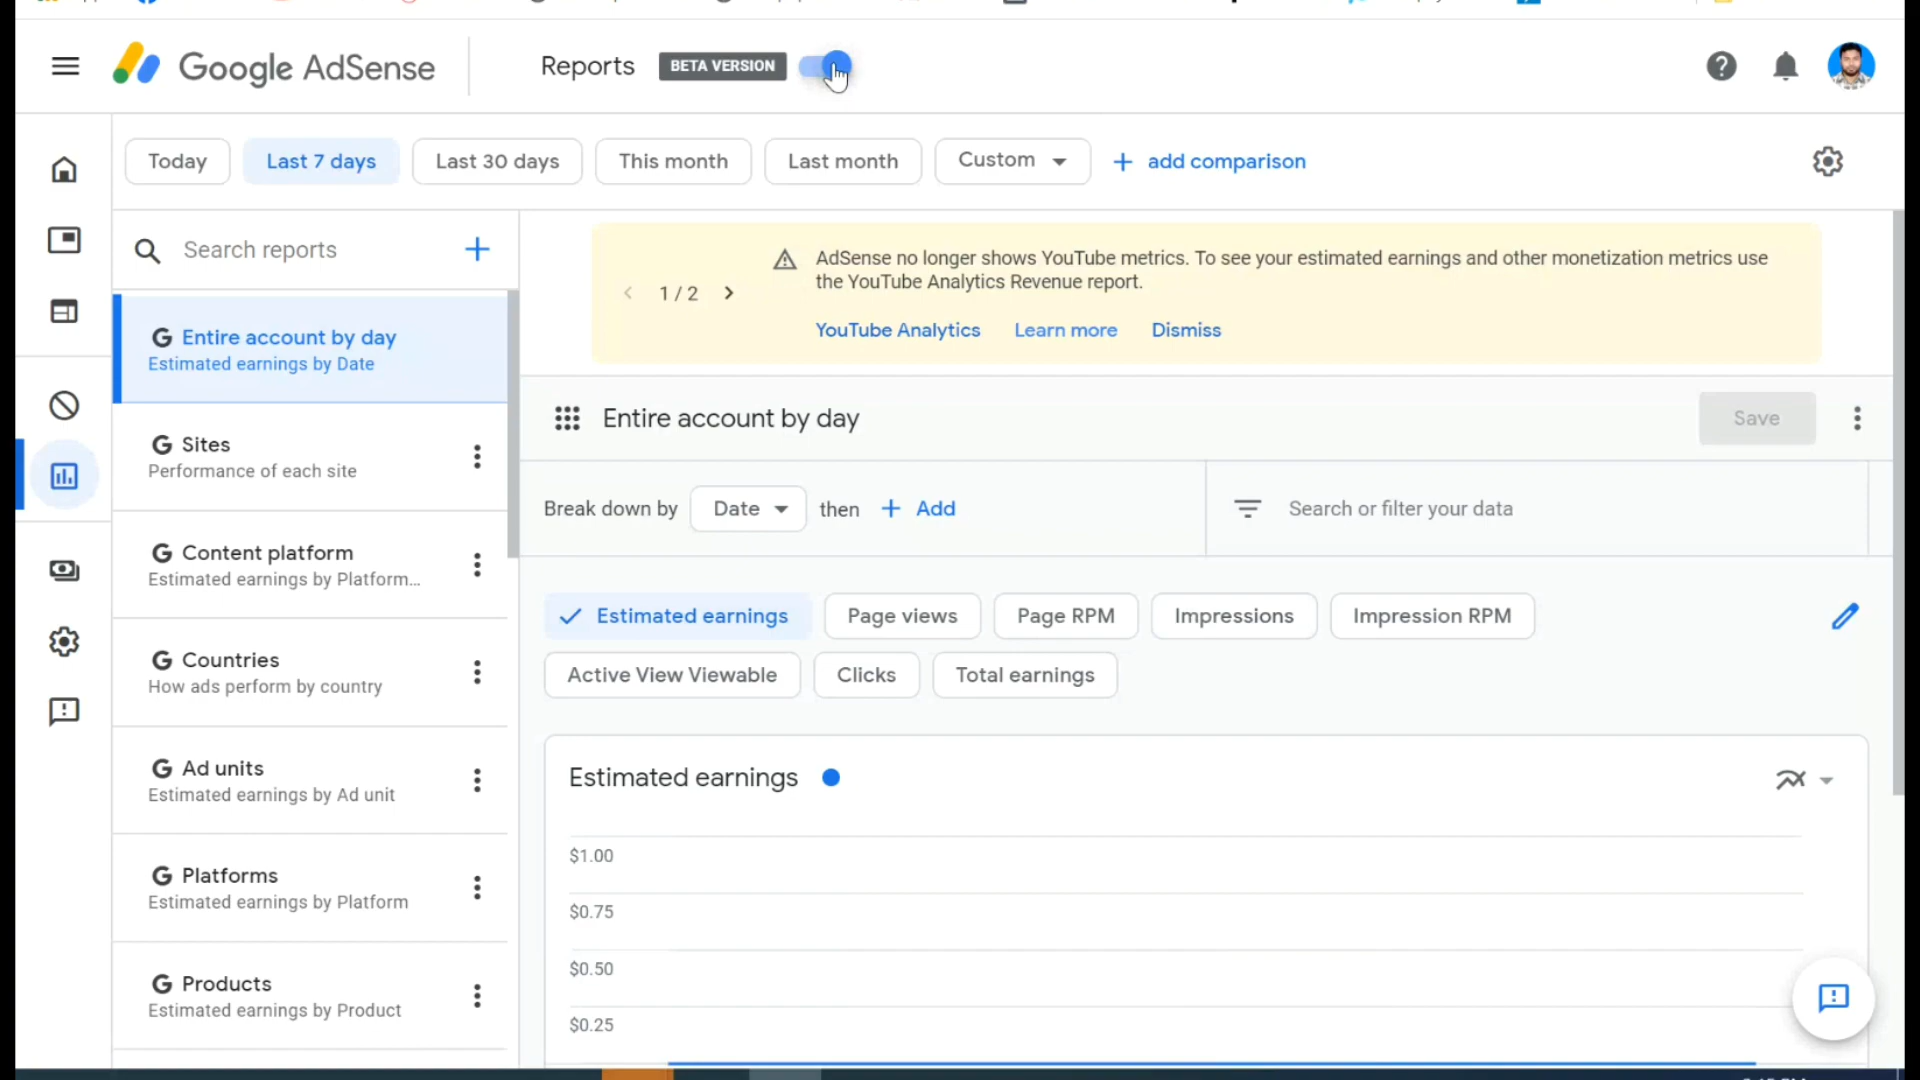 Google AdSense
Reports
BETA VERSION
Today
Last 7 days
Last 30 days
This month
Last month
Custom
add comparison
Search reports
Entire account by day
Estimated earnings by Date
Sites
Performance of each site
Content platform
Estimated earnings by Platform...
Countries
How ads perform by country
Ad units
Estimated earnings by Ad unit
Platforms
Estimated earnings by Platform
Products
Estimated earnings by Product
1 / 2
AdSense no longer shows YouTube metrics. To see your estimated earnings and other monetization metrics use
the YouTube Analytics Revenue report.
YouTube Analytics
Learn more
Dismiss
Entire account by day
Save
Break down by
Date
then
Add
Search or filter your data
Estimated earnings
Page views
Page RPM
Impressions
Impression RPM
Active View Viewable
Clicks
Total earnings
Estimated earnings
$1.00
$0.75
$0.50
$0.25